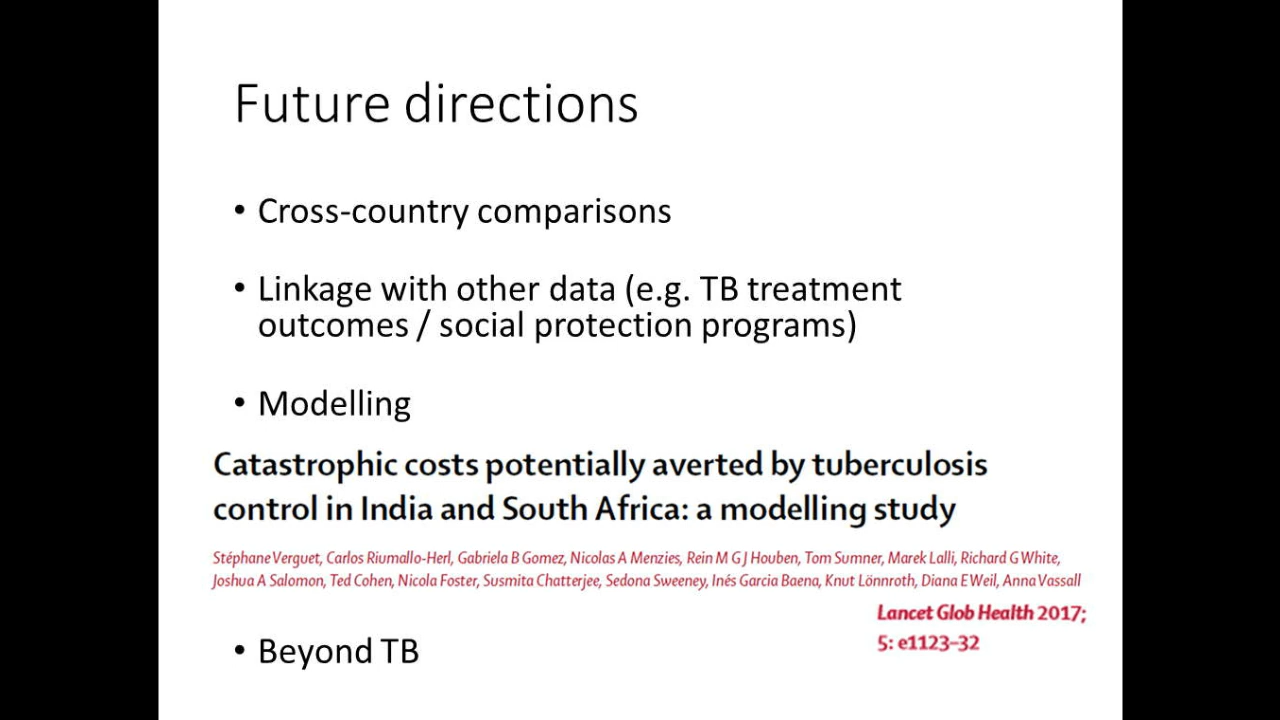 Future directions
• Cross-country comparisons
• Linkage with other data (e.g. TB treatment
outcomes / social protection programs)
• Modelling
Catastrophic costs potentially averted by tuberculosis
control in India and South Africa: a modelling study
Stéphane Verguet, Carlos Riumallo-Herl, Gabriela B Gomez, Nicolas A Menzies, Rein M G J Houben, Tom Sumner, Marek Lalli, Richard G White,
Joshua A Salomon, Ted Cohen, Nicola Foster, Susmita Chatterjee, Sedona Sweeney, Inés Garcia Baena, Knut Lönnroth, Diana E Weil, Anna Vassall
Lancet Glob Health 2017;
5: e1123–32
• Beyond TB